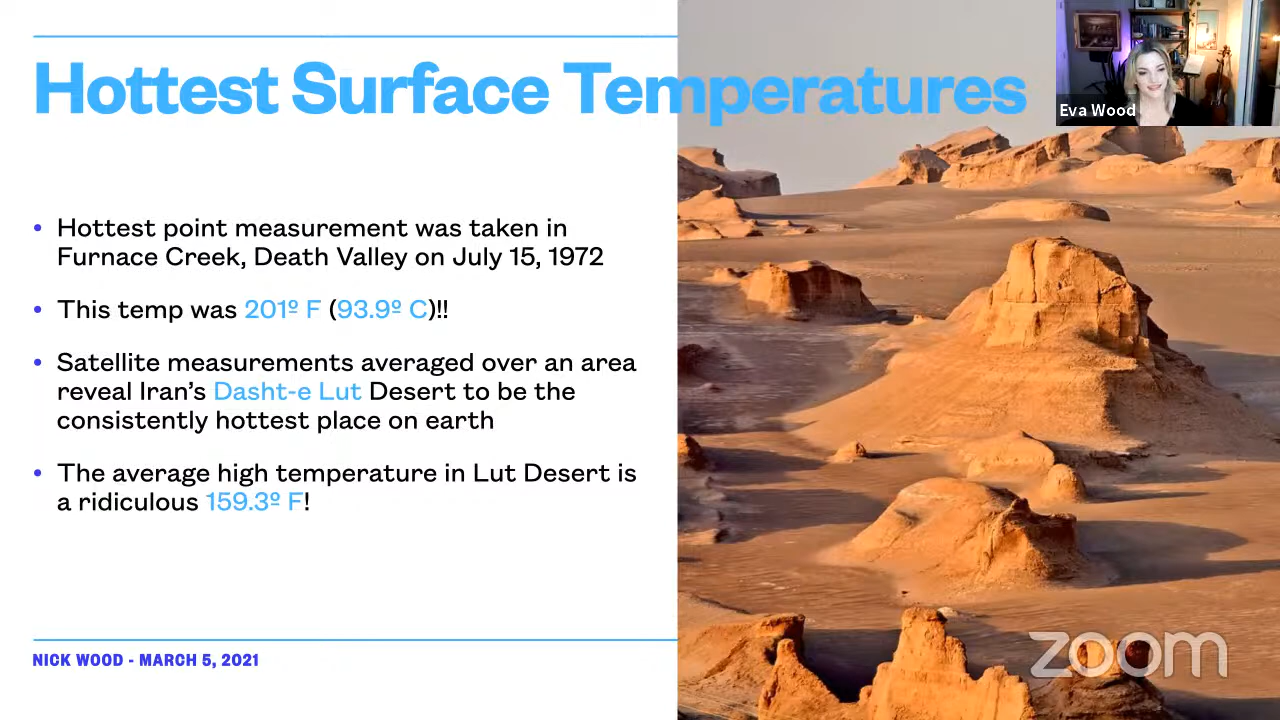 Hottest Surface Temperatures
Eva Wood
• Hottest point measurement was taken in
Furnace Creek, Death Valley on July 15, 1972
• This temp was 201º F (93.9º C)!!
• Satellite measurements averaged over an area
reveal Iran’s Dasht-e Lut Desert to be the
consistently hottest place on earth
• The average high temperature in Lut Desert is
a ridiculous 159.3º F!
NICK WOOD - MARCH 5, 2021
zoom